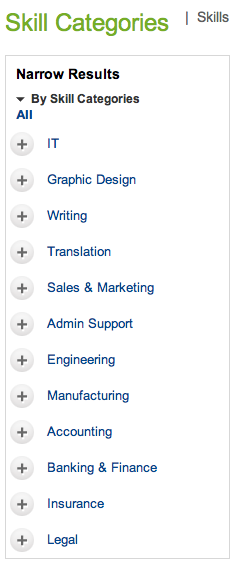 Skill Categories | Skills
Narrow Results
By Skill Categories
All
IT
Graphic Design
Writing
Translation
Sales & Marketing
Admin Support
Engineering
Manufacturing
Accounting
Banking & Finance
Insurance
Legal